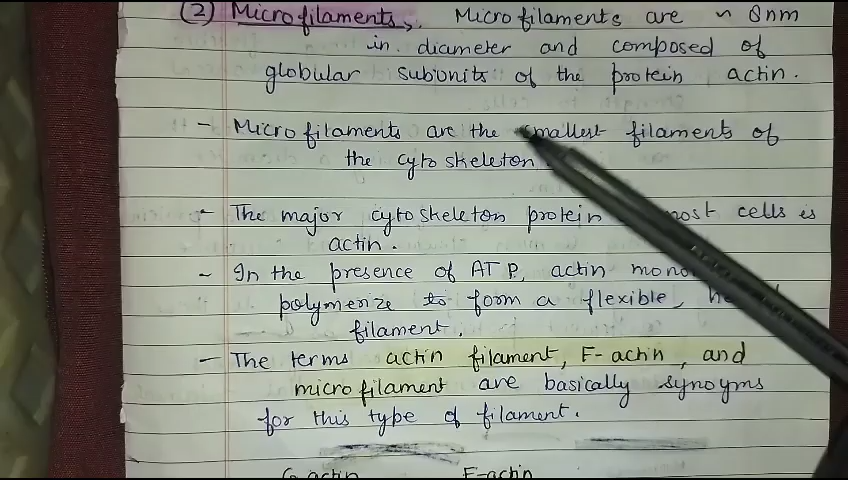 (2) Microfilaments,. Microfilaments are ~ 8nm
in diameter and composed of
globular subunits of the protein actin.
- Microfilaments are the smallest filaments of
the cytoskeleton.
- The major cytoskeleton protein most cells is
actin.
- In the presence of ATP, actin
polymerize to form a flexible,
filament.
- The terms actin filament, F-actin, and
microfilament are basically synoyms
for this type of filament.
G-actin F-actin